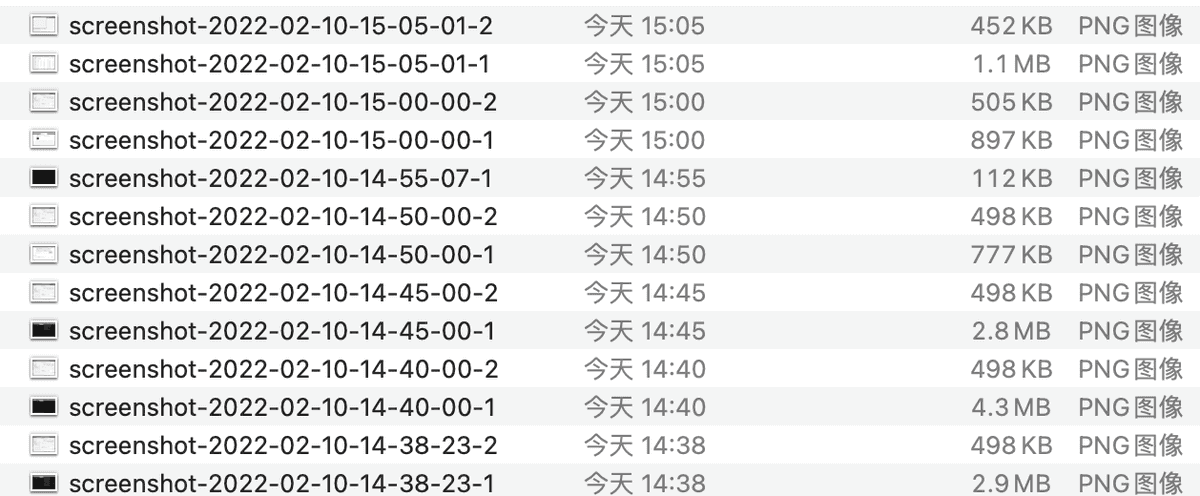 screenshot-2022-02-10-15-05-01-2 今天 15:05 452 KB PNG图像
screenshot-2022-02-10-15-05-01-1 今天 15:05 1.1 MB PNG图像
screenshot-2022-02-10-15-00-00-2 今天 15:00 505 KB PNG图像
screenshot-2022-02-10-15-00-00-1 今天 15:00 897 KB PNG图像
screenshot-2022-02-10-14-55-07-1 今天 14:55 112 KB PNG图像
screenshot-2022-02-10-14-50-00-2 今天 14:50 498 KB PNG图像
screenshot-2022-02-10-14-50-00-1 今天 14:50 777 KB PNG图像
screenshot-2022-02-10-14-45-00-2 今天 14:45 498 KB PNG图像
screenshot-2022-02-10-14-45-00-1 今天 14:45 2.8 MB PNG图像
screenshot-2022-02-10-14-40-00-2 今天 14:40 498 KB PNG图像
screenshot-2022-02-10-14-40-00-1 今天 14:40 4.3 MB PNG图像
screenshot-2022-02-10-14-38-23-2 今天 14:38 498 KB PNG图像
screenshot-2022-02-10-14-38-23-1 今天 14:38 2.9 MB PNG图像